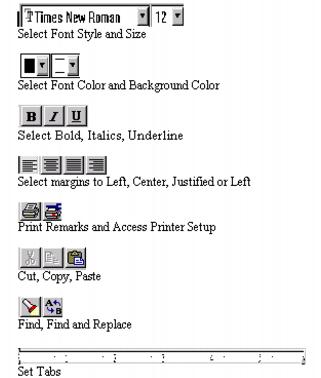 Times New Roman 12
Select Font Style and Size
Select Font Color and Background Color
B I U
Select Bold, Italics, Underline
Select margins to Left, Center, Justified or Left
Print Remarks and Access Printer Setup
Cut, Copy, Paste
A B
Find, Find and Replace
Set Tabs